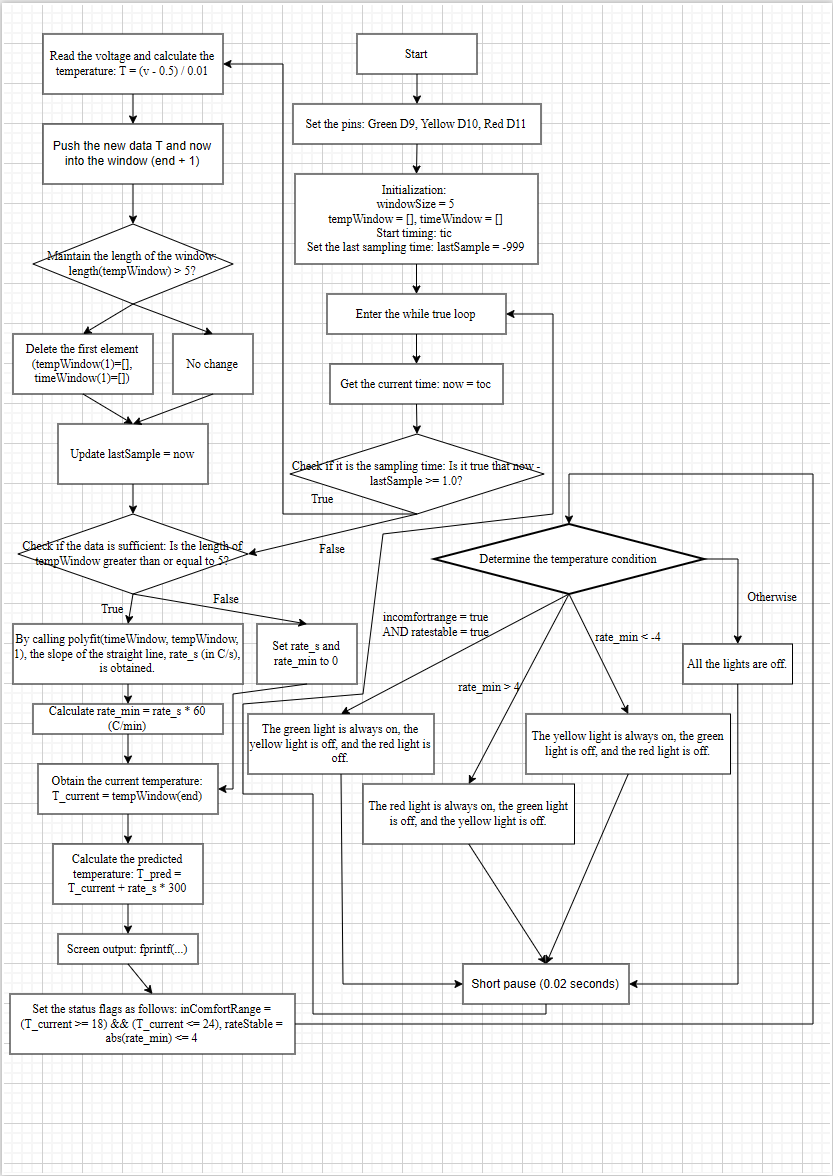 Start
Set the pins: Green D9, Yellow D10, Red D11
Initialization:
windowSize = 5
tempWindow = [], timeWindow = []
Start timing: tic
Set the last sampling time: lastSample = -999
Enter the while true loop
Get the current time: now = toc
Check if it is the sampling time: Is it true that now -
lastSample >= 1.0?
True
False
Read the voltage and calculate the
temperature: T = (v - 0.5) / 0.01
Push the new data T and now
into the window (end + 1)
Maintain the length of the window:
length(tempWindow) > 5?
Delete the first element
(tempWindow(1)=[],
timeWindow(1)=[])
No change
Update lastSample = now
Check if the data is sufficient: Is the length of
tempWindow greater than or equal to 5?
True
False
By calling polyfit(timeWindow, tempWindow,
1), the slope of the straight line, rate_s (in C/s),
is obtained.
Set rate_s and
rate_min to 0
Calculate rate_min = rate_s * 60
(C/min)
Obtain the current temperature:
T_current = tempWindow(end)
Calculate the predicted
temperature: T_pred =
T_current + rate_s * 300
Screen output: fprintf(...)
Set the status flags as follows: inComfortRange =
(T_current >= 18) && (T_current <= 24), rateStable =
abs(rate_min) <= 4
Determine the temperature condition
incomfortrange = true
AND ratestable = true
rate_min > 4
rate_min < -4
Otherwise
The green light is always on, the
yellow light is off, and the red light is
off.
The red light is always on, the green light
is off, and the yellow light is off.
The yellow light is always on, the green
light is off, and the red light is off.
All the lights are off.
Short pause (0.02 seconds)